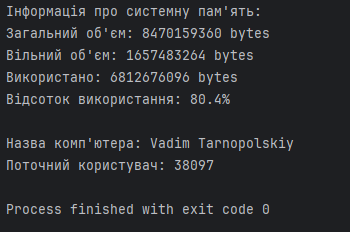 Інформація про системну пам'ять:
Загальний об'єм: 8470159360 bytes
Вільний об'єм: 1657483264 bytes
Використано: 6812676096 bytes
Відсоток використання: 80.4%
Назва комп'ютера: Vadim Tarnopolskiy
Поточний користувач: 38097
Process finished with exit code 0